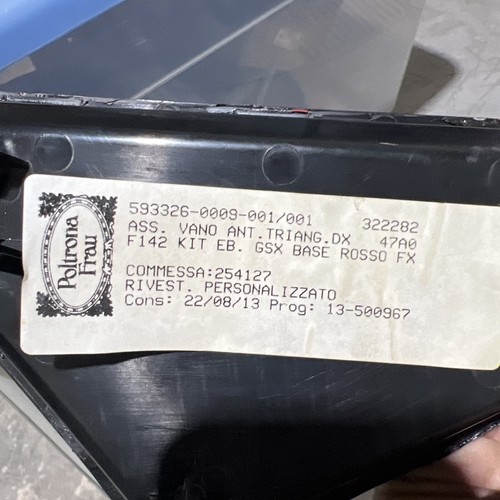 Poltrona
Frau
593326-0009-001/001 322282
ASS. VANO ANT.TRIANG.DX 47A0
F142 KIT EB. GSX BASE ROSSO FX
COMMESSA:254127
RIVEST. PERSONALIZZATO
Cons: 22/08/13 Prog: 13-500967